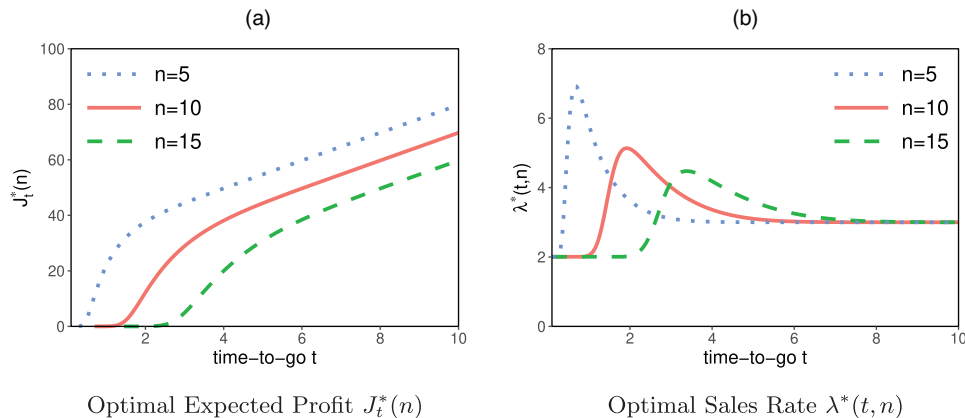 (a)
100
80
60
40
20
0
J*t(n)
n=5
n=10
n=15
2
4
6
8
10
time−to−go t
Optimal Expected Profit J*t(n)
(b)
8
6
4
2
0
λ*(t,n)
n=5
n=10
n=15
2
4
6
8
10
time−to−go t
Optimal Sales Rate λ*(t, n)